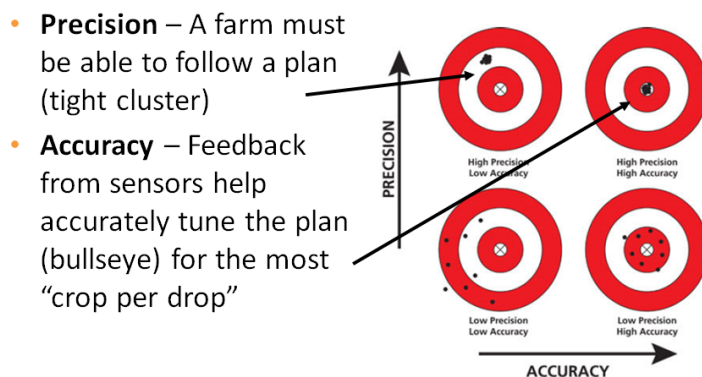 • Precision – A farm must
be able to follow a plan
(tight cluster)
• Accuracy – Feedback
from sensors help
accurately tune the plan
(bullseye) for the most
“crop per drop”
PRECISION
High Precision
Low Accuracy
High Precision
High Accuracy
Low Precision
Low Accuracy
Low Precision
High Accuracy
ACCURACY